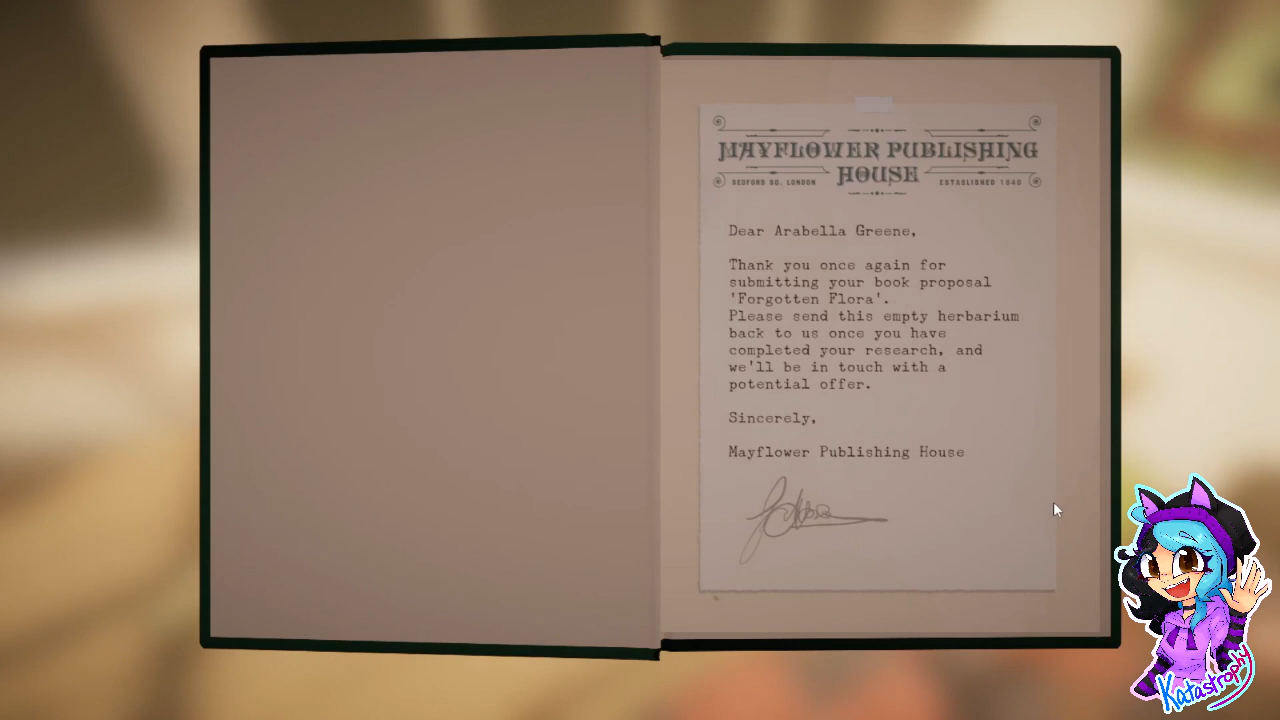 MAYFLOWER PUBLISHING
HOUSE
BEDFORD SQ. LONDON
ESTABLISHED 1840
Dear Arabella Greene,
Thank you once again for
submitting your book proposal
'Forgotten Flora'.
Please send this empty herbarium
back to us once you have
completed your research, and
we'll be in touch with a
potential offer.
Sincerely,
Mayflower Publishing House
Katastrophy